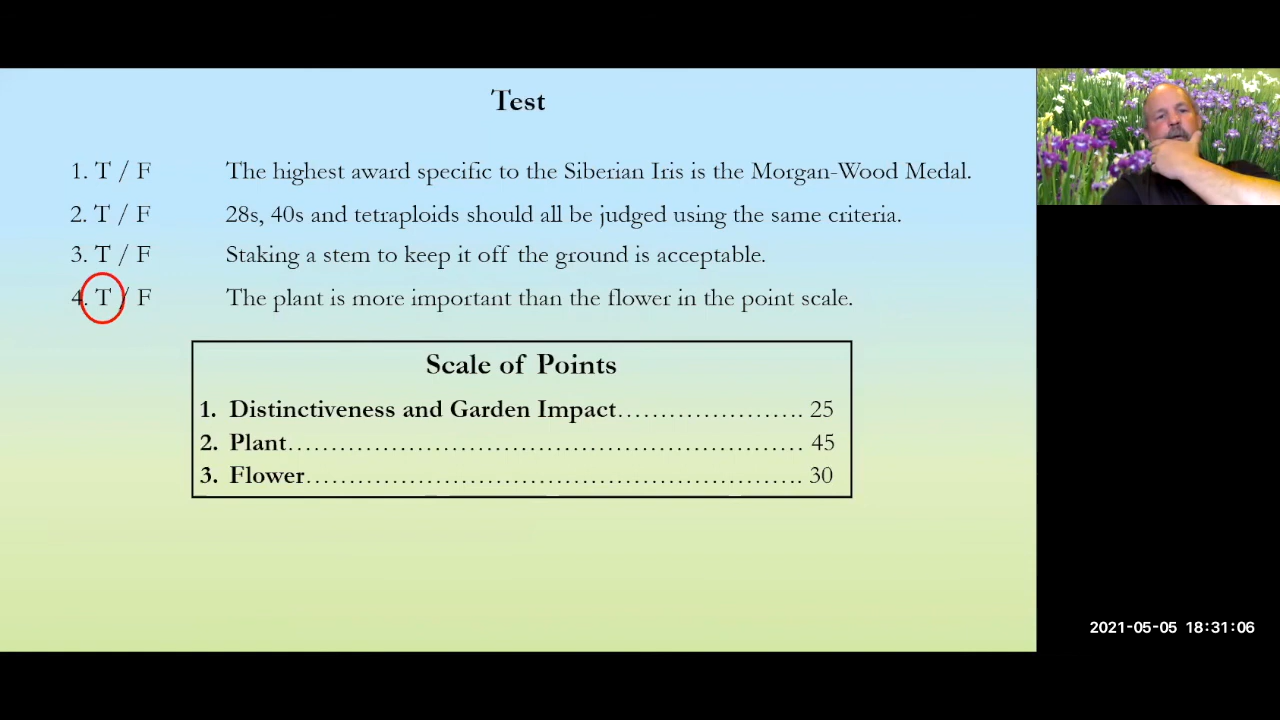 Test
1. T / F The highest award specific to the Siberian Iris is the Morgan-Wood Medal.
2. T / F 28s, 40s and tetraploids should all be judged using the same criteria.
3. T / F Staking a stem to keep it off the ground is acceptable.
4. T / F The plant is more important than the flower in the point scale.
Scale of Points
1. Distinctiveness and Garden Impact...................... 25
2. Plant............................................................ 45
3. Flower.......................................................... 30
2021-05-05 18:31:06